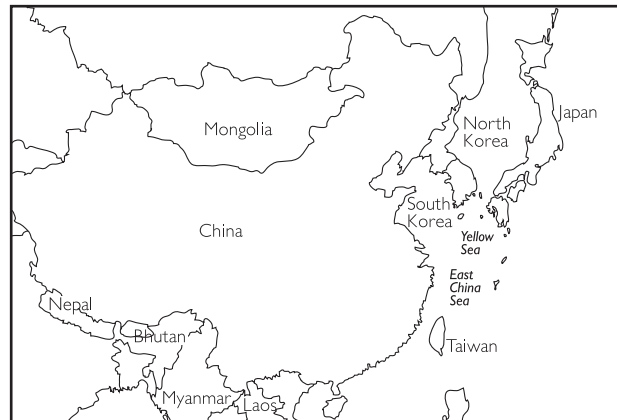 Japan
North
Korea
Mongolia
South
Korea
China
Yellow
Sea
East
China
Sea
Nepal
Bhutan
Taiwan
Myanmar
Laos